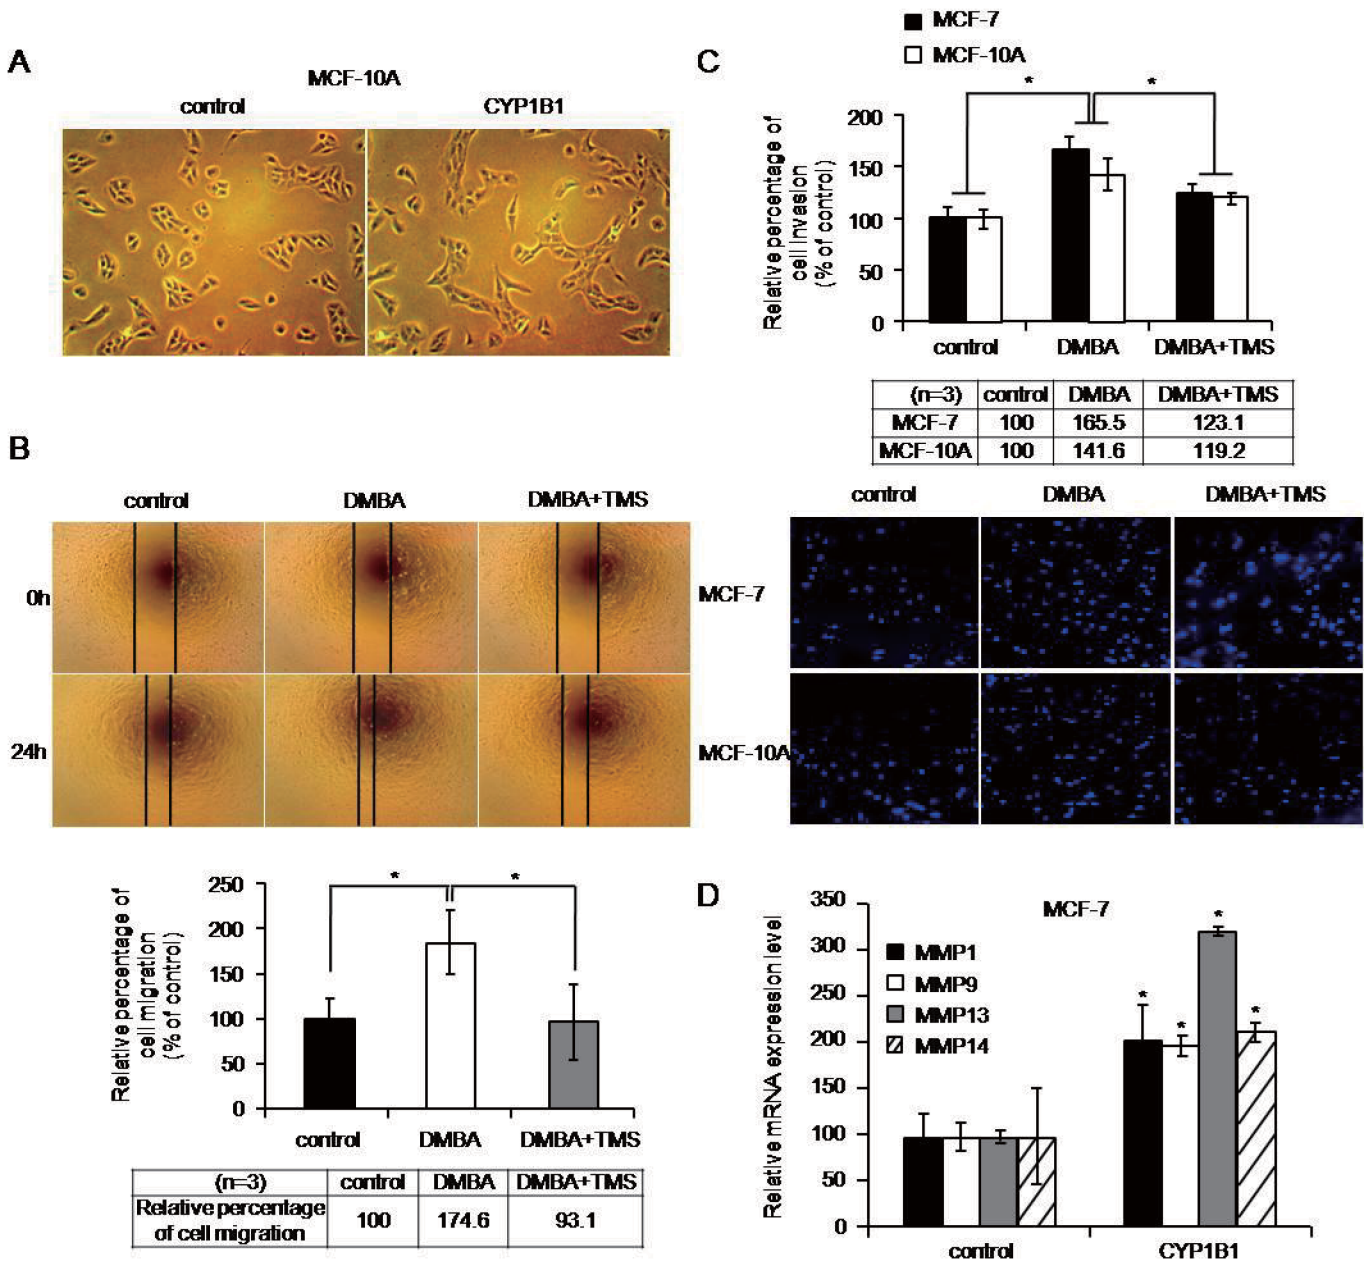 A
MCF-10A
control
CYP1B1
B
control
DMBA
DMBA+TMS
0h
24h
Relative percentage of
cell migration
(% of control)
250
200
150
100
50
0
*
*
control
DMBA
DMBA+TMS
(n=3) control DMBA DMBA+TMS
Relative percentage
of cell migration
100 174.6 93.1
C
MCF-7
MCF-10A
*
*
Relative percentage of
cell invasion
(% of control)
200
150
100
50
0
control
DMBA
DMBA+TMS
(n=3) control DMBA DMBA+TMS
MCF-7 100 165.5 123.1
MCF-10A 100 141.6 119.2
control
DMBA
DMBA+TMS
MCF-7
MCF-10A
D
MCF-7
Relative mRNA expression level
350
300
250
200
150
100
50
0
MMP1
MMP9
MMP13
MMP14
*
*
*
*
control
CYP1B1